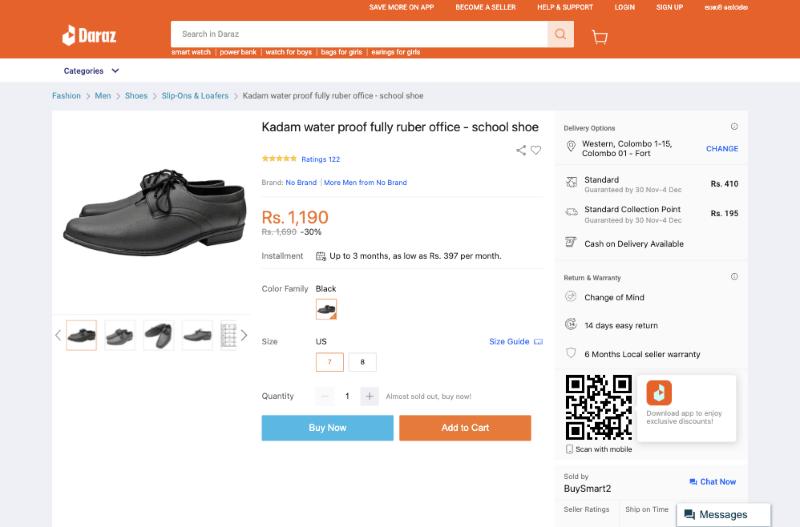 SAVE MORE ON APP BECOME A SELLER HELP & SUPPORT LOGIN SIGN UP
Daraz
Search in Daraz
smart watch | power bank | watch for boys | bags for girls | earings for girls
Categories
Fashion > Men > Shoes > Slip-Ons & Loafers > Kadam water proof fully ruber office - school shoe
Kadam water proof fully ruber office - school shoe
Ratings 122
Brand: No Brand | More Men from No Brand
Rs. 1,190
Rs. 1,690 -30%
Installment Up to 3 months, as low as Rs. 397 per month.
Color Family Black
Size US Size Guide
7 8
Quantity − 1 + Almost sold out, buy now!
Buy Now Add to Cart
Delivery Options
Western, Colombo 1-15,
Colombo 01 - Fort
CHANGE
Standard Rs. 410
Guaranteed by 30 Nov-4 Dec
Standard Collection Point Rs. 195
Guaranteed by 30 Nov-4 Dec
Cash on Delivery Available
Return & Warranty
Change of Mind
14 days easy return
6 Months Local seller warranty
Download app to enjoy
exclusive discounts!
Scan with mobile
Sold by
BuySmart2
Chat Now
Seller Ratings Ship on Time
Messages